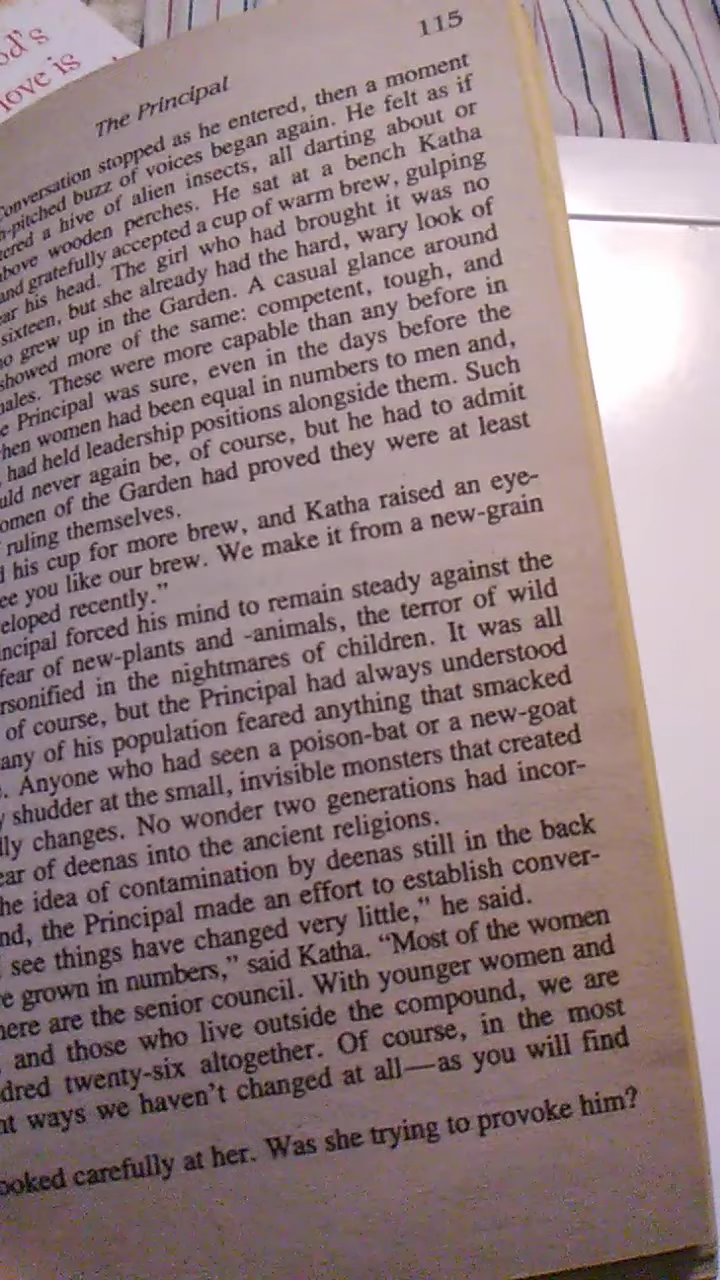 od's
love is
115
The Principal
Conversation stopped as he entered, then a moment
-pitched buzz of voices began again. He felt as if
ered a hive of alien insects, all darting about or
above wooden perches. He sat at a bench Katha
and gratefully accepted a cup of warm brew, gulping
ar his head. The girl who had brought it was no
sixteen, but she already had the hard, wary look of
o grew up in the Garden. A casual glance around
showed more of the same: competent, tough, and
ales. These were more capable than any before in
e Principal was sure, even in the days before the
hen women had been equal in numbers to men and,
, had held leadership positions alongside them. Such
uld never again be, of course, but he had to admit
omen of the Garden had proved they were at least
ruling themselves.
d his cup for more brew, and Katha raised an eye-
ee you like our brew. We make it from a new-grain
eloped recently."
ncipal forced his mind to remain steady against the
fear of new-plants and -animals, the terror of wild
rsonified in the nightmares of children. It was all
of course, but the Principal had always understood
any of his population feared anything that smacked
. Anyone who had seen a poison-bat or a new-goat
y shudder at the small, invisible monsters that created
lly changes. No wonder two generations had incor-
ear of deenas into the ancient religions.
he idea of contamination by deenas still in the back
nd, the Principal made an effort to establish conver-
see things have changed very little," he said.
e grown in numbers," said Katha. "Most of the women
here are the senior council. With younger women and
, and those who live outside the compound, we are
dred twenty-six altogether. Of course, in the most
nt ways we haven't changed at all—as you will find
ooked carefully at her. Was she trying to provoke him?